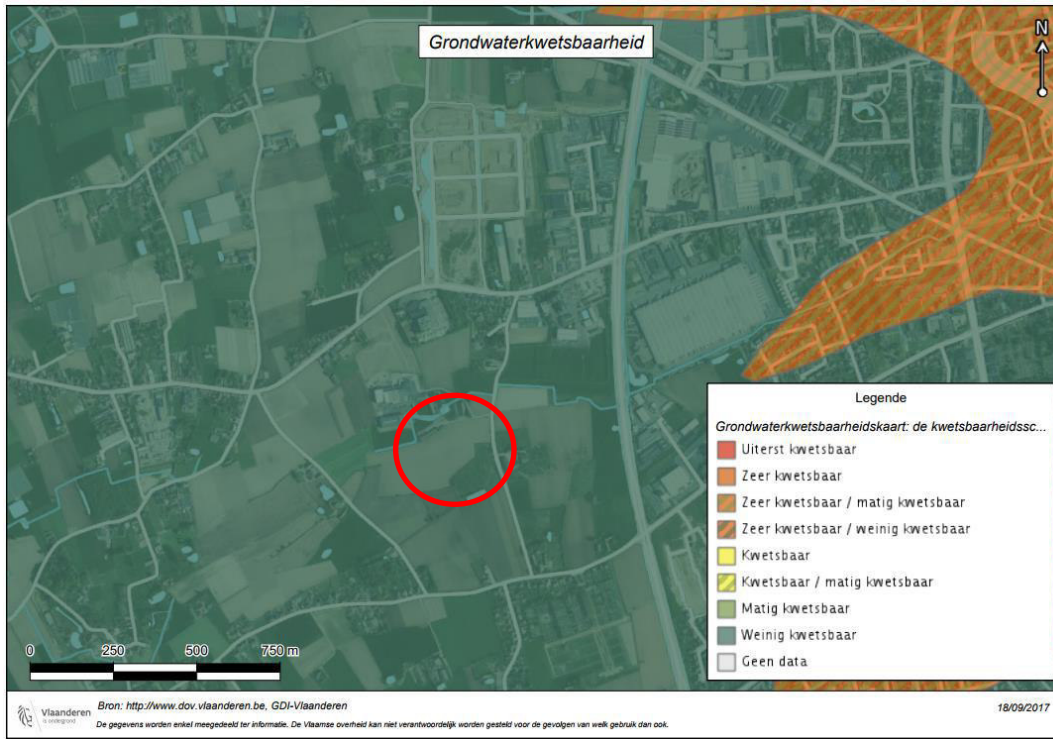 Grondwaterkwetsbaarheid
N
Legende
Grondwaterkwetsbaarheidskaart: de kwetsbaarheidssc...
Uiterst kwetsbaar
Zeer kwetsbaar
Zeer kwetsbaar / matig kwetsbaar
Zeer kwetsbaar / weinig kwetsbaar
Kwetsbaar
Kwetsbaar / matig kwetsbaar
Matig kwetsbaar
Weinig kwetsbaar
Geen data
0 250 500 750 m
Vlaanderen
is ondergrond
Bron: http://www.dov.vlaanderen.be, GDI-Vlaanderen
18/09/2017
De gegevens worden enkel meegedeeld ter informatie. De Vlaamse overheid kan niet verantwoordelijk worden gesteld voor de gevolgen van welk gebruik dan ook.